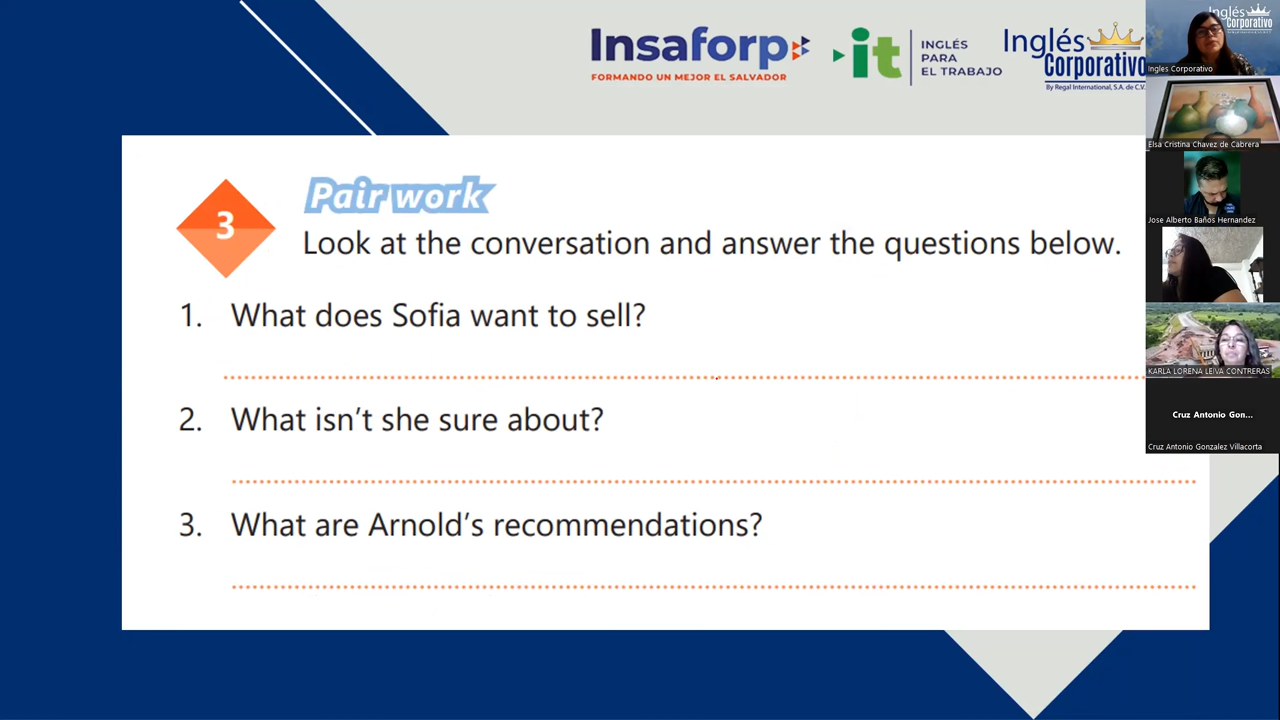 Insaforp
FORMANDO UN MEJOR EL SALVADOR
it
INGLÉS
PARA
EL TRABAJO
Inglés
Corporativo
By Regal International, S.A. de C.V.
Inglés
Corporativo
Ingles Corporativo
Elsa Cristina Chavez de Cabrera
Jose Alberto Baños Hernandez
KARLA LORENA LEIVA CONTRERAS
Cruz Antonio Gon...
Cruz Antonio Gonzalez Villacorta
3
Pair work
Look at the conversation and answer the questions below.
1. What does Sofia want to sell?
2. What isn't she sure about?
3. What are Arnold's recommendations?